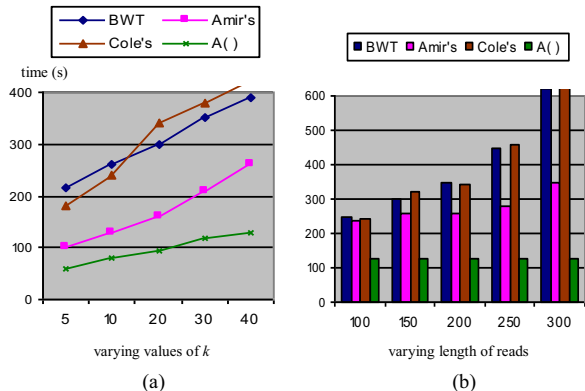 BWT Amir's
Cole's A( )
time (s)
400
300
200
100
0
5 10 20 30 40
varying values of k
(a)
BWT Amir's Cole's A( )
600
500
400
300
200
100
0
100 150 200 250 300
varying length of reads
(b)